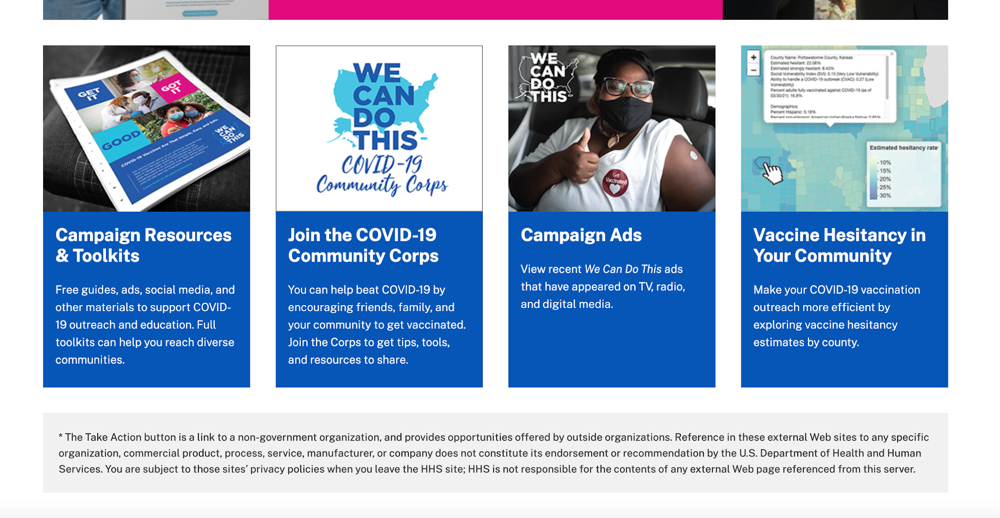 GET
IT
GOT
IT
GOOD
COVID-19 Vaccines Are That Simple, Easy, and Safe.
WE
CAN
DO
THIS
WE
CAN
DO
THIS
COVID-19
Community Corps
WE
CAN
DO
THIS
Get
Vaccinated
+
−
County Name: Pottawatomie County, Kansas
Estimated hesitant: 22.08%
Estimated strongly hesitant: 8.43%
Social Vulnerability Index (SVI): 0.15 (Very Low Vulnerability)
Ability to handle a COVID-19 outbreak (CVAC): 0.27 (Low
Vulnerability)
Percent adults fully vaccinated against COVID-19 (as of
03/30/21): 16.8%
Demographics:
Percent Hispanic: 5.18%
Percent non-Hispanic American Indian/Alaska Native: 0.85%
Estimated hesitancy rate
10%
15%
20%
25%
30%
Campaign Resources
& Toolkits
Free guides, ads, social media, and
other materials to support COVID-
19 outreach and education. Full
toolkits can help you reach diverse
communities.
Join the COVID-19
Community Corps
You can help beat COVID-19 by
encouraging friends, family, and
your community to get vaccinated.
Join the Corps to get tips, tools,
and resources to share.
Campaign Ads
View recent We Can Do This ads
that have appeared on TV, radio,
and digital media.
Vaccine Hesitancy in
Your Community
Make your COVID-19 vaccination
outreach more efficient by
exploring vaccine hesitancy
estimates by county.
* The Take Action button is a link to a non-government organization, and provides opportunities offered by outside organizations. Reference in these external Web sites to any specific
organization, commercial product, process, service, manufacturer, or company does not constitute its endorsement or recommendation by the U.S. Department of Health and Human
Services. You are subject to those sites’ privacy policies when you leave the HHS site; HHS is not responsible for the contents of any external Web page referenced from this server.